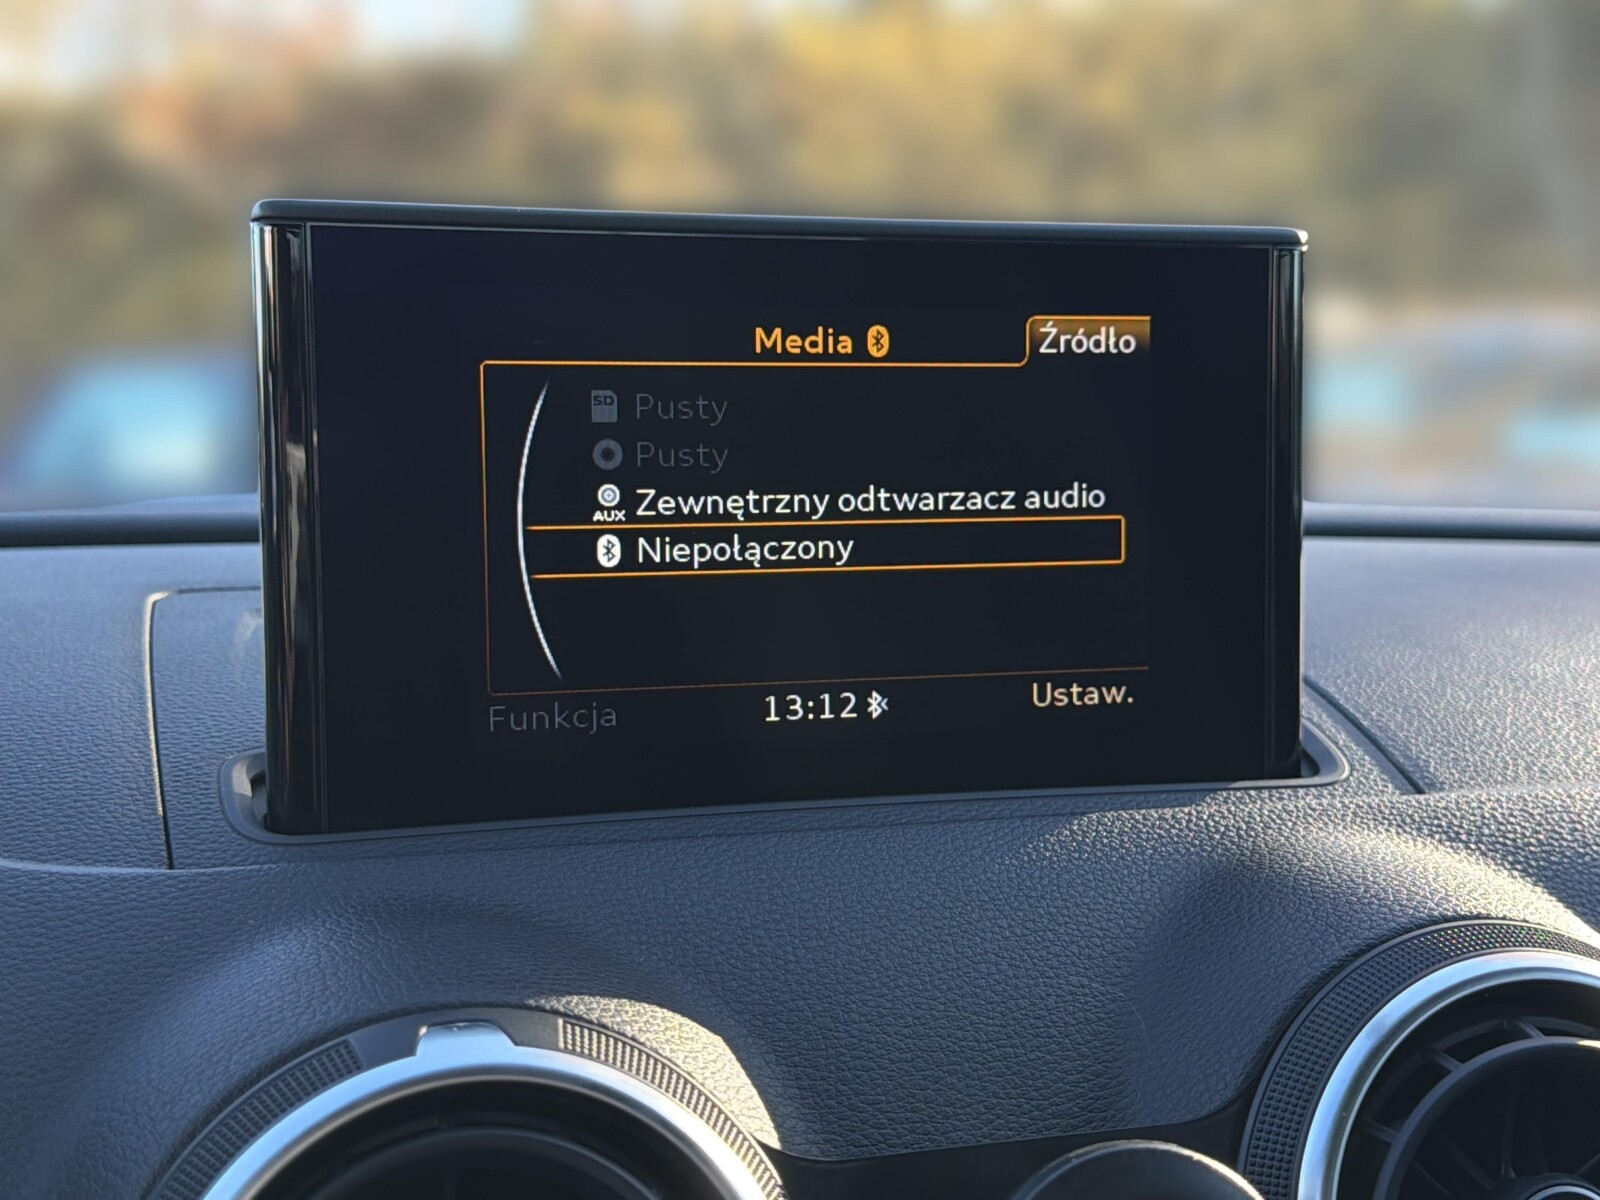 Media
Źródło
SD Pusty
Pusty
AUX Zewnętrzny odtwarzacz audio
Niepołączony
Funkcja
13:12
Ustaw.